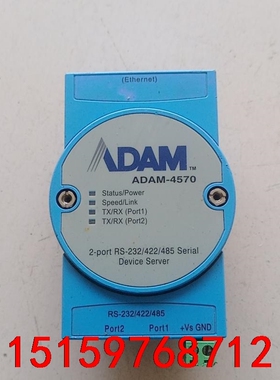 (Ethernet)
ADAM™
ADAM-4570
Status/Power
Speed/Link
TX/RX (Port1)
TX/RX (Port2)
2-port RS-232/422/485 Serial
Device Server
RS-232/422/485
Port2 Port1 +Vs GND
15159768712